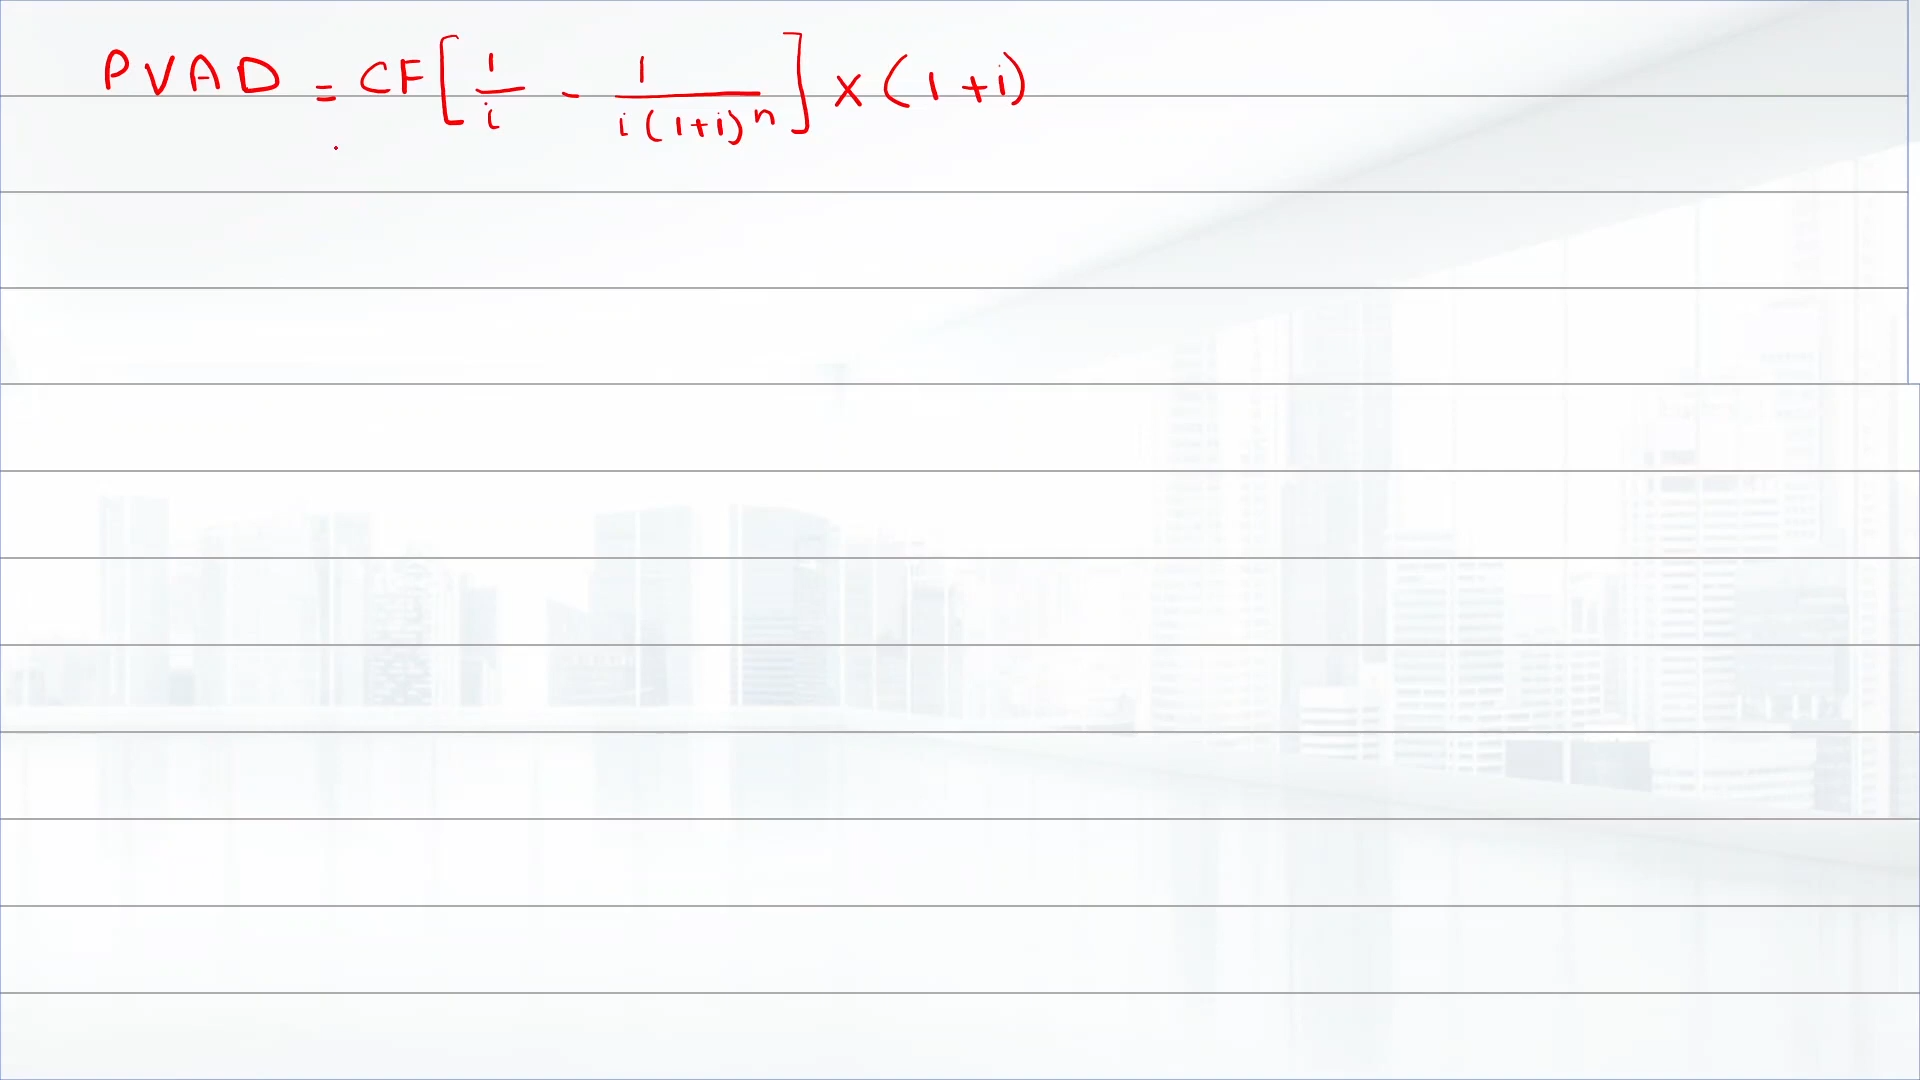 PVAD = CF[1/i - 1/i(1+i)^n] x (1+i)